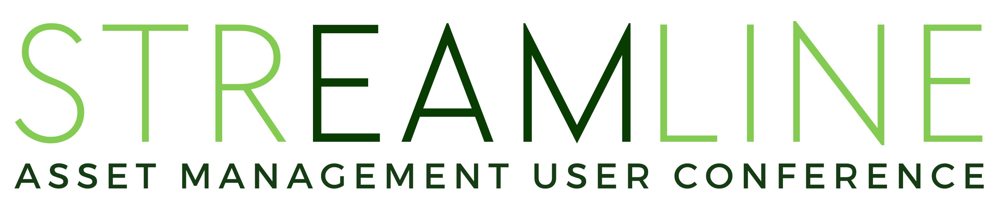 STREAMLINE
ASSET MANAGEMENT USER CONFERENCE